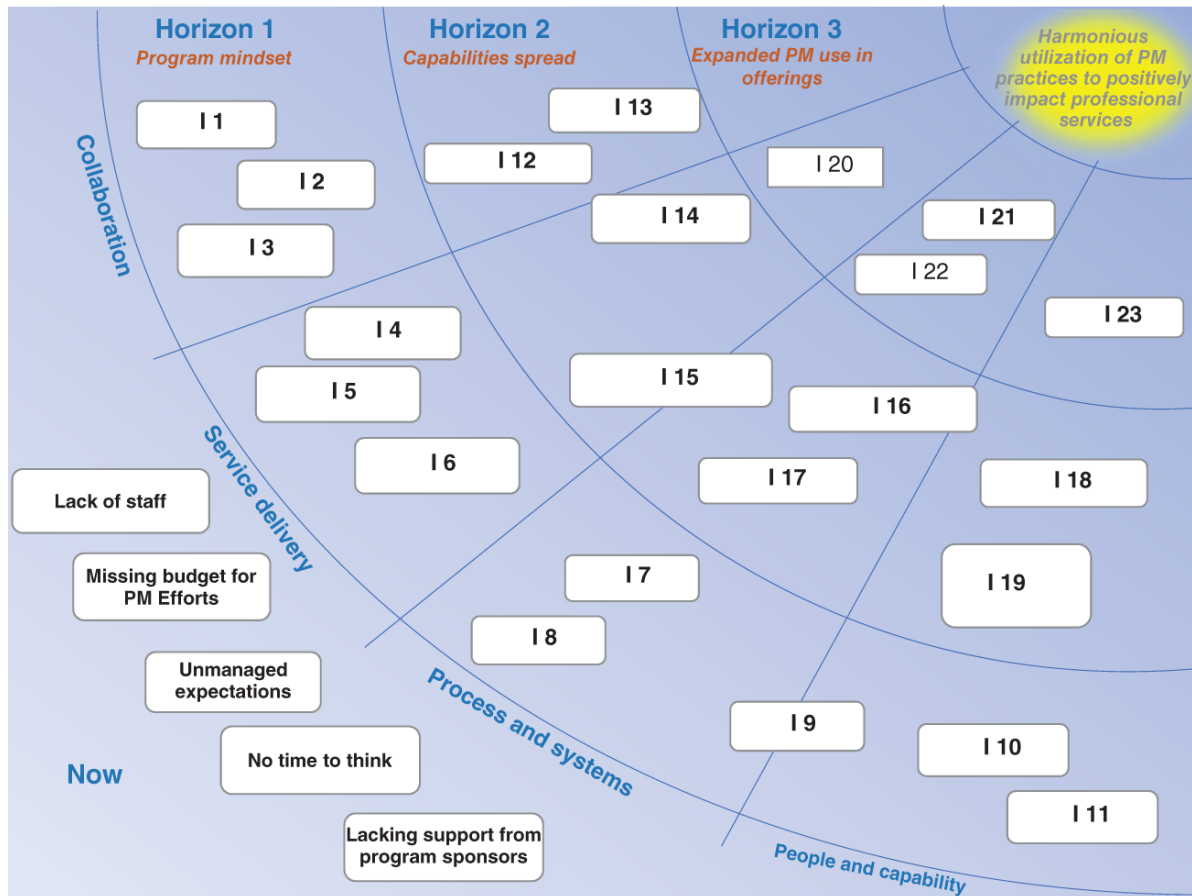 Horizon 1
Program mindset
Horizon 2
Capabilities spread
Horizon 3
Expanded PM use in
offerings
Harmonious
utilization of PM
practices to positively
impact professional
services
I 1
I 2
I 3
I 12
I 13
I 14
I 20
I 21
I 22
I 23
Collaboration
I 4
I 5
I 6
I 15
I 16
I 17
I 18
I 19
Service delivery
I 7
I 8
I 9
I 10
I 11
Process and systems
People and capability
Lack of staff
Missing budget for
PM Efforts
Unmanaged
expectations
No time to think
Lacking support from
program sponsors
Now